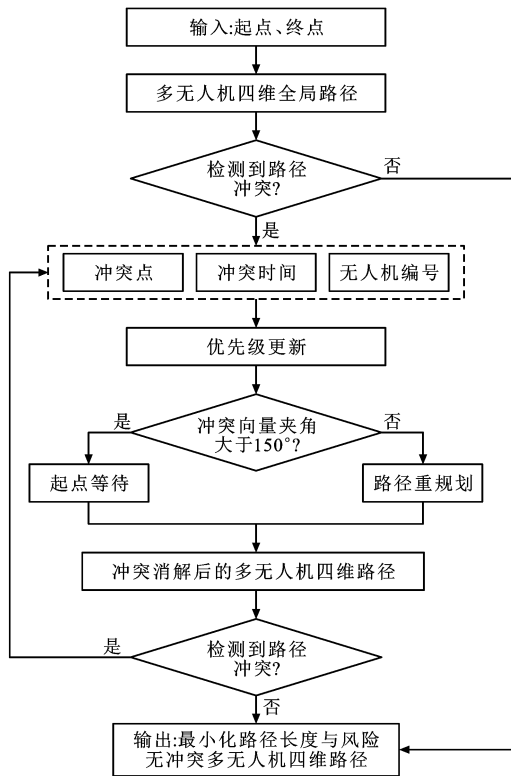 输入:起点、终点
多无人机四维全局路径
检测到路径
冲突?
否
是
冲突点
冲突时间
无人机编号
优先级更新
冲突向量夹角
大于150°?
是
否
起点等待
路径重规划
冲突消解后的多无人机四维路径
检测到路径
冲突?
是
否
输出:最小化路径长度与风险
无冲突多无人机四维路径